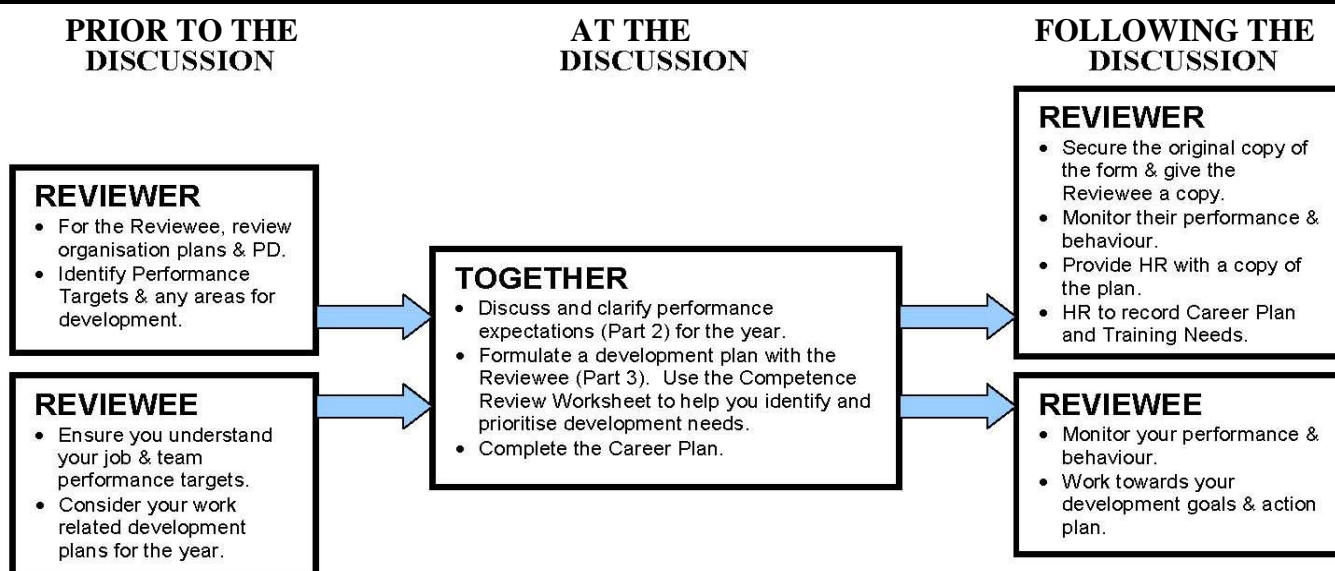 PRIOR TO THE
DISCUSSION
REVIEWER
• For the Reviewee, review
organisation plans & PD.
• Identify Performance
Targets & any areas for
development.
REVIEWEE
• Ensure you understand
your job & team
performance targets.
• Consider your work
related development
plans for the year.
AT THE
DISCUSSION
TOGETHER
• Discuss and clarify performance
expectations (Part 2) for the year.
• Formulate a development plan with the
Reviewee (Part 3).  Use the Competence
Review Worksheet to help you identify and
prioritise development needs.
• Complete the Career Plan.
FOLLOWING THE
DISCUSSION
REVIEWER
• Secure the original copy of
the form & give the
Reviewee a copy.
• Monitor their performance &
behaviour.
• Provide HR with a copy of
the plan.
• HR to record Career Plan
and Training Needs.
REVIEWEE
• Monitor your performance &
behaviour.
• Work towards your
development goals & action
plan.